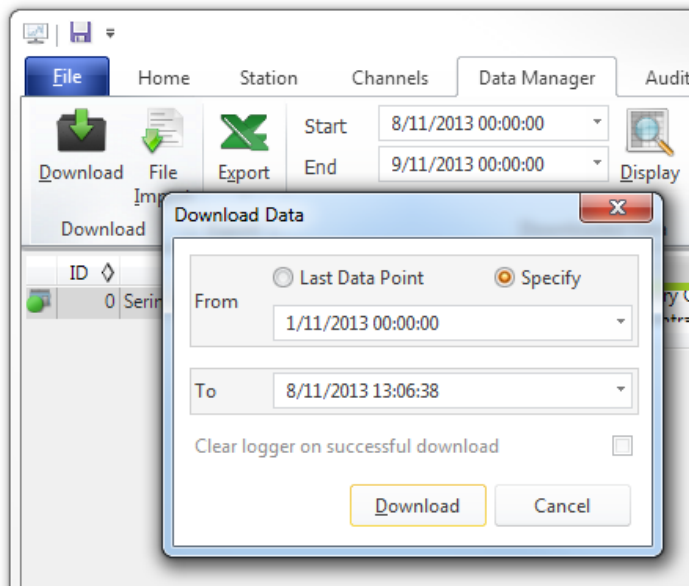 File Home Station Channels Data Manager Audit
Start 8/11/2013 00:00:00
Download File Export End 9/11/2013 00:00:00 Display
Download
Download Data
ID
Last Data Point Specify
0 From
1/11/2013 00:00:00
To 8/11/2013 13:06:38
Clear logger on successful download
Download Cancel